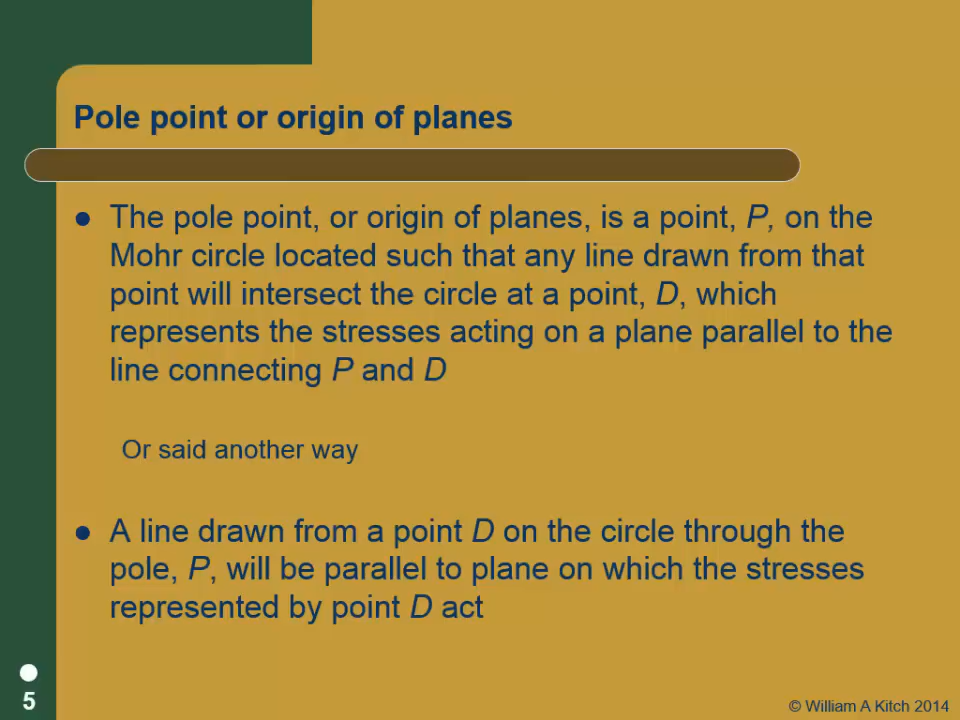 Pole point or origin of planes
● The pole point, or origin of planes, is a point, P, on the
Mohr circle located such that any line drawn from that
point will intersect the circle at a point, D, which
represents the stresses acting on a plane parallel to the
line connecting P and D
Or said another way
● A line drawn from a point D on the circle through the
pole, P, will be parallel to plane on which the stresses
represented by point D act
5
© William A Kitch 2014